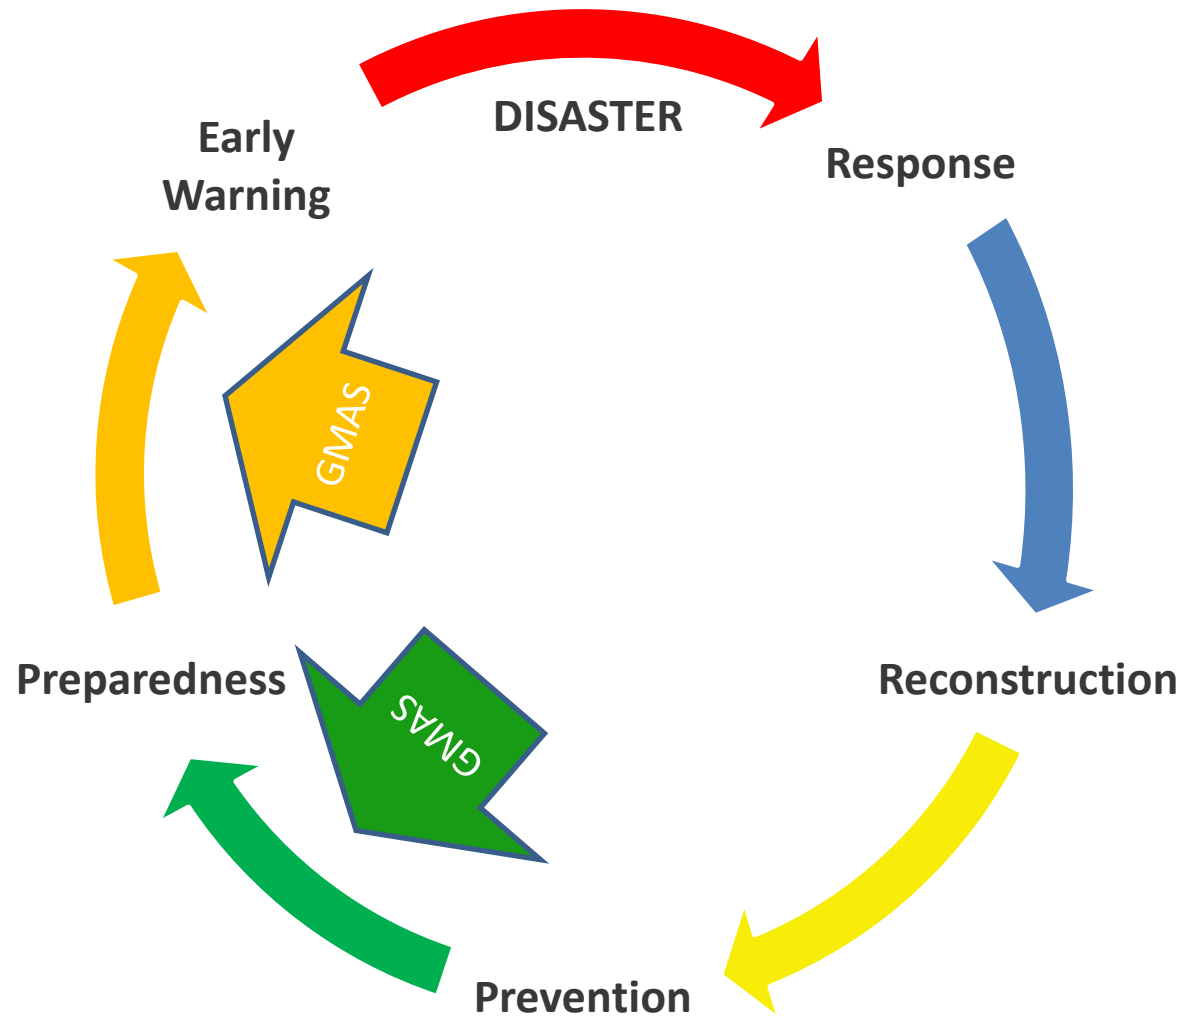 DISASTER
Early
Warning
Response
GMAS
Preparedness
GMAS
Reconstruction
Prevention